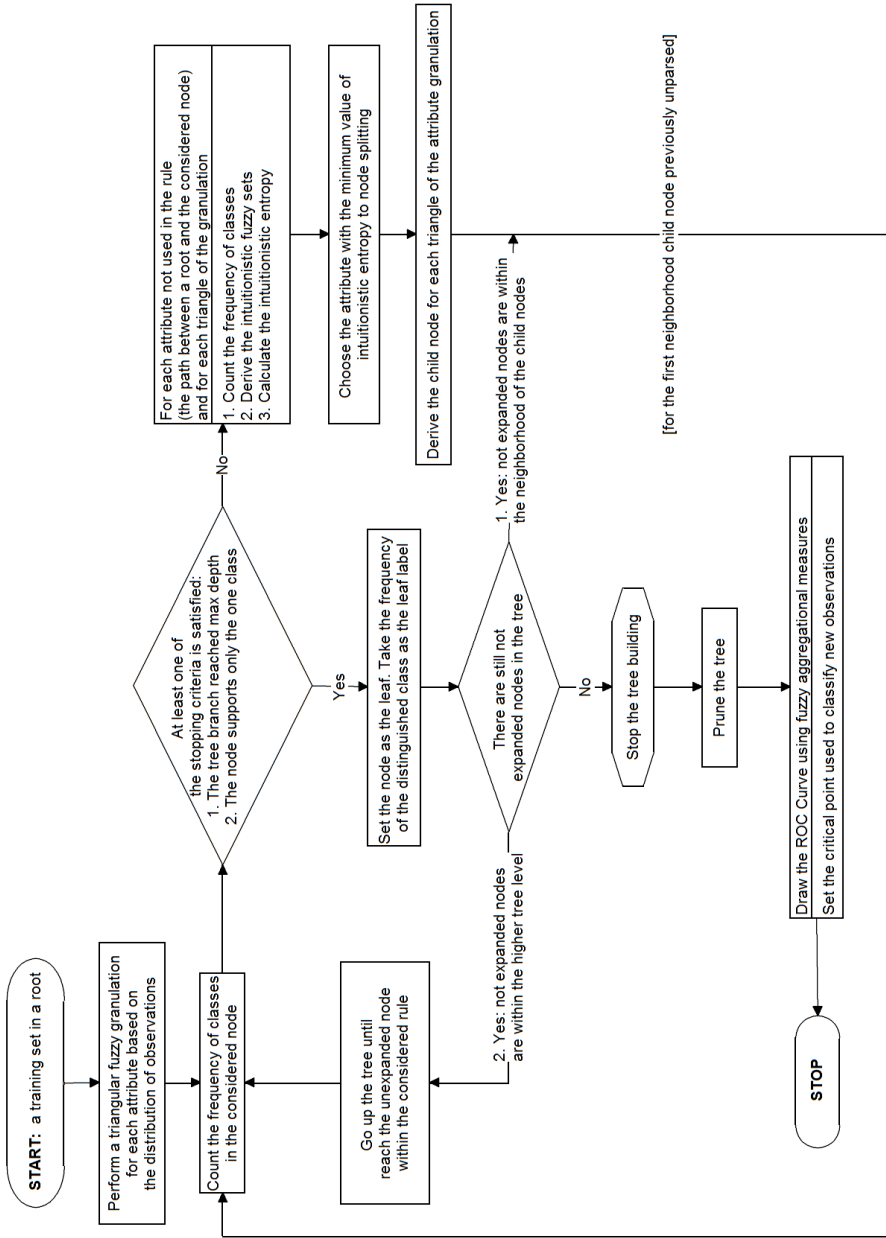 START: a training set in a root
Perform a triangular fuzzy granulation
for each attribute based on
the distribution of observations
Count the frequency of classes
in the considered node
At least one of
the stopping criteria is satisfied:
1. The tree branch reached max depth
2. The node supports only the one class
No
For each attribute not used in the rule
(the path between a root and the considered node)
and for each triangle of the granulation
1. Count the frequency of classes
2. Derive the intuitionistic fuzzy sets
3. Calculate the intuitionistic entropy
Choose the attribute with the minimum value of
intuitionistic entropy to node splitting
Derive the child node for each triangle of the attribute granulation
Yes
Set the node as the leaf. Take the frequency
of the distinguished class as the leaf label
There are still not
expanded nodes in the tree
1. Yes: not expanded nodes are within
the neighborhood of the child nodes
[for the first neighborhood child node previously unparsed]
2. Yes: not expanded nodes
are within the higher tree level
Go up the tree until
reach the unexpanded node
within the considered rule
No
Stop the tree building
Prune the tree
Draw the ROC Curve using fuzzy aggregational measures
Set the critical point used to classify new observations
STOP